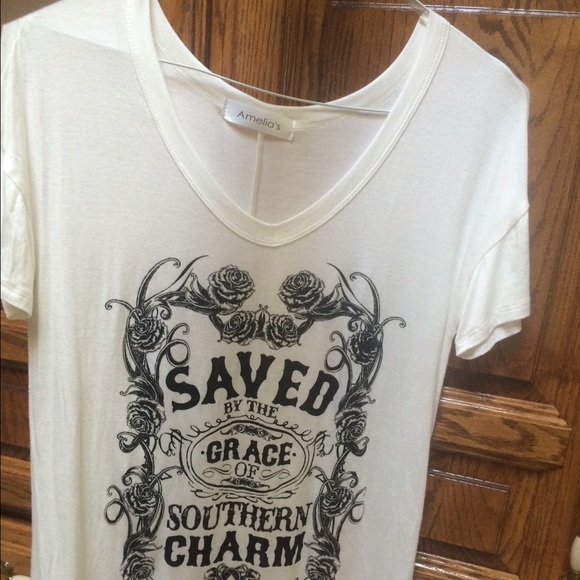 Amelia's
SAVED
BY THE
GRACE
OF
SOUTHERN
CHARM